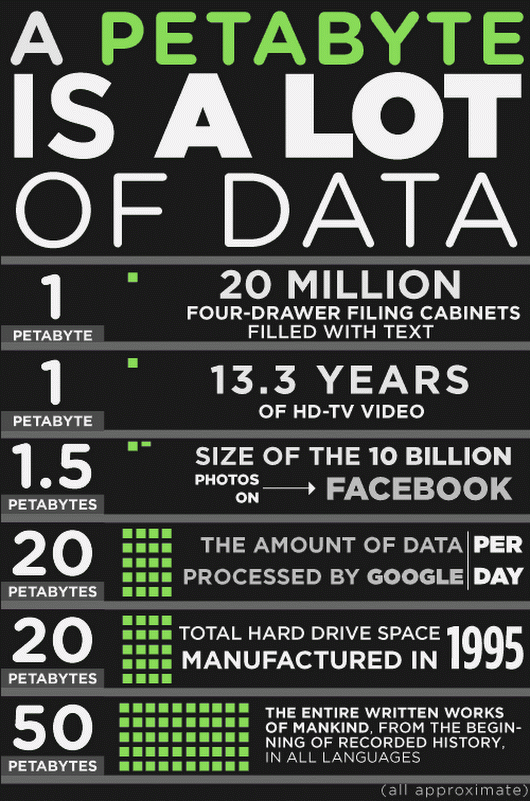 A PETABYTE
IS A LOT
OF DATA
1
PETABYTE
20 MILLION
FOUR-DRAWER FILING CABINETS
FILLED WITH TEXT
1
PETABYTE
13.3 YEARS
OF HD-TV VIDEO
1.5
PETABYTES
SIZE OF THE 10 BILLION
PHOTOS
ON
FACEBOOK
20
PETABYTES
THE AMOUNT OF DATA PER
PROCESSED BY GOOGLE DAY
20
PETABYTES
TOTAL HARD DRIVE SPACE
MANUFACTURED IN 1995
50
PETABYTES
THE ENTIRE WRITTEN WORKS
OF MANKIND, FROM THE BEGIN-
NING OF RECORDED HISTORY,
IN ALL LANGUAGES
(all approximate)